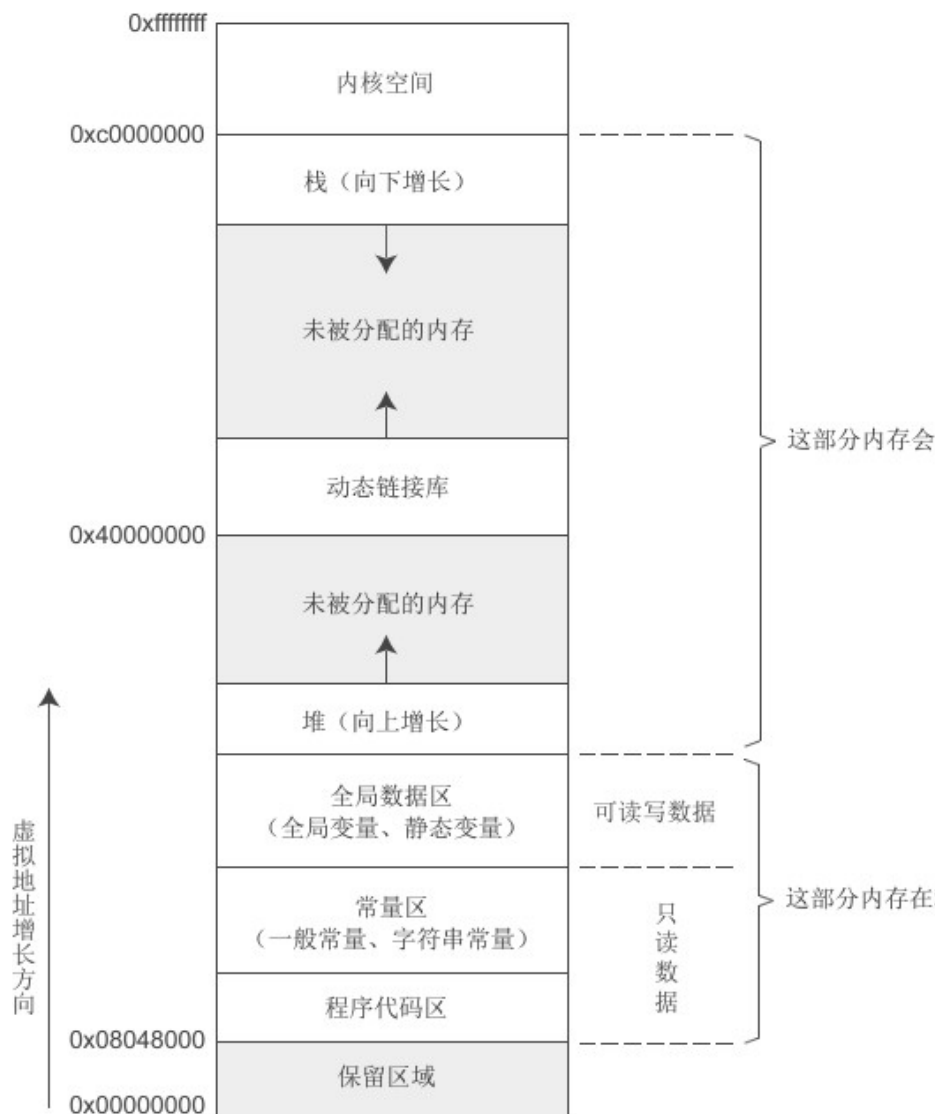 0xffffffff
内核空间
0xc0000000
栈（向下增长）
未被分配的内存
动态链接库
这部分内存会
0x40000000
未被分配的内存
堆（向上增长）
全局数据区
（全局变量、静态变量）
可读写数据
常量区
（一般常量、字符串常量）
只读数据
这部分内存在
程序代码区
虚拟地址增长方向
0x08048000
保留区域
0x00000000